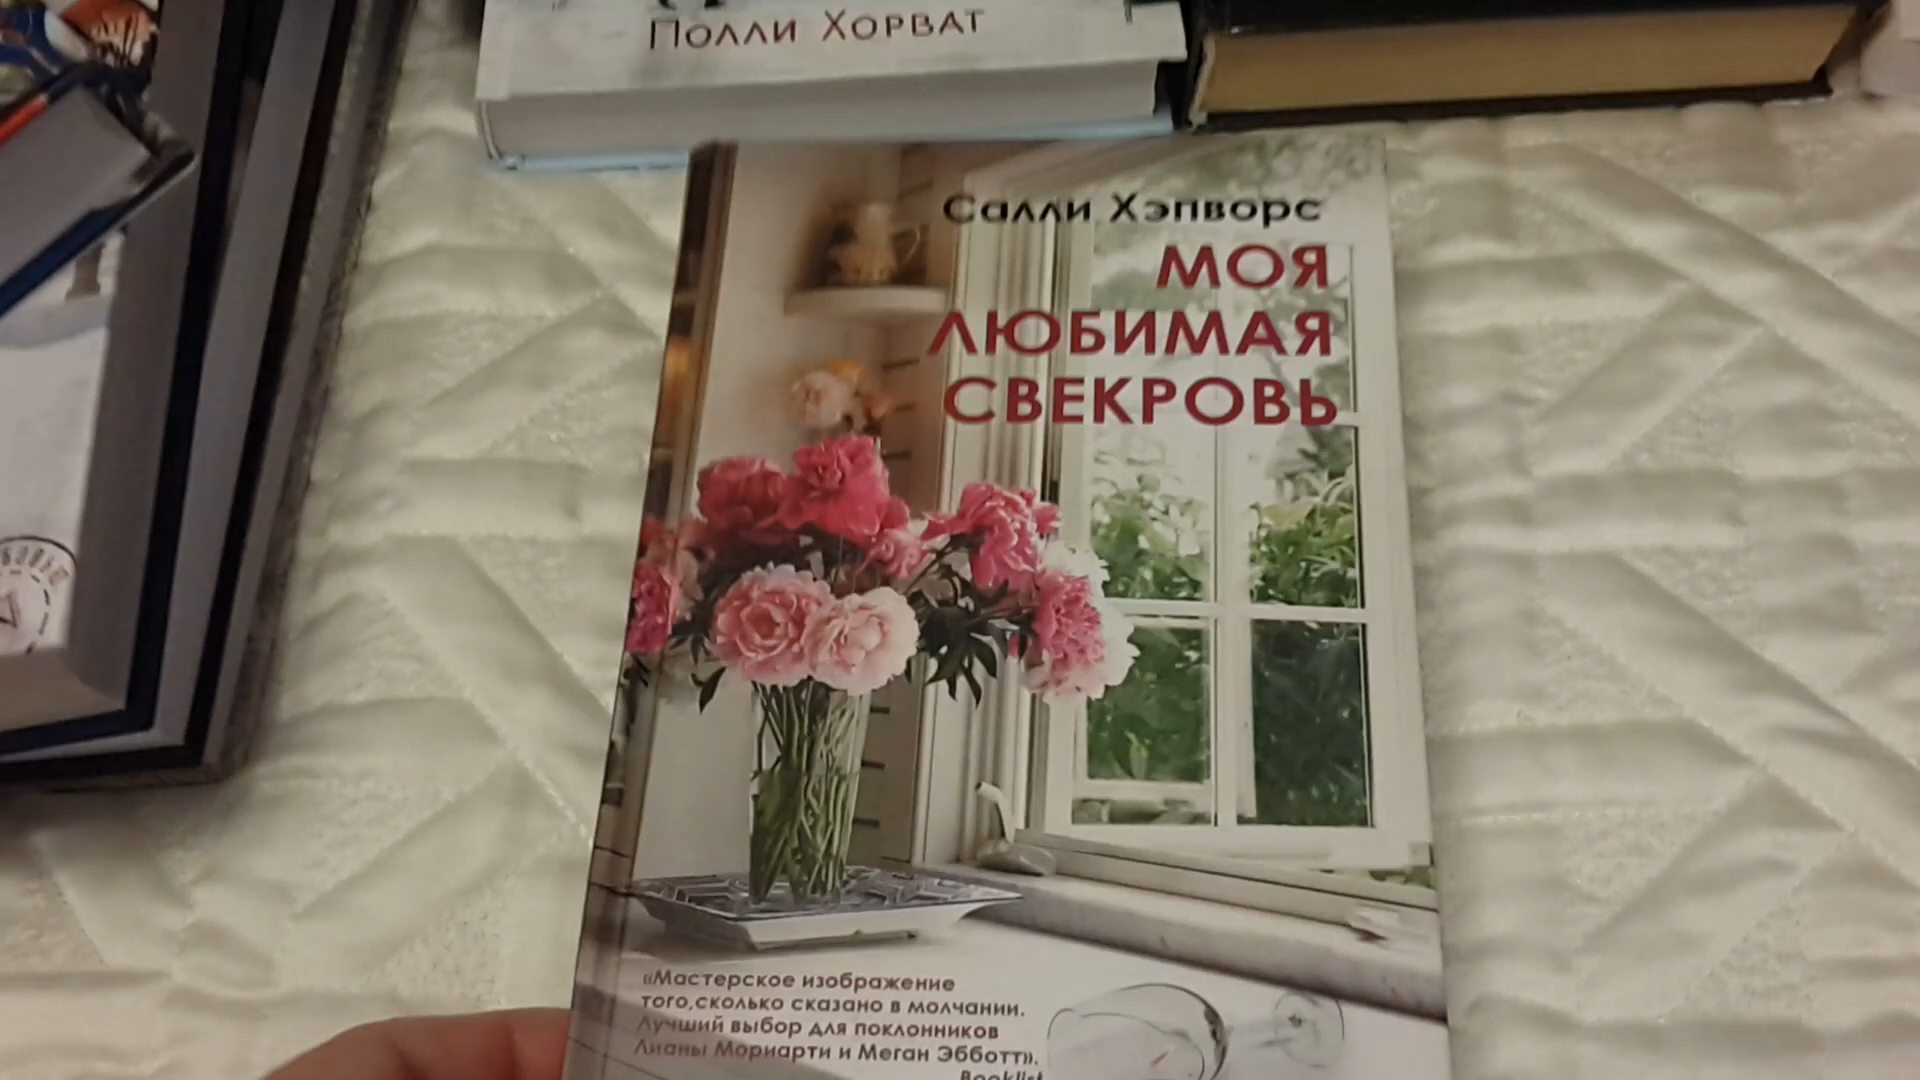 Полли Хорват
Салли Хэпворс
МОЯ
ЛЮБИМАЯ
СВЕКРОВЬ
«Мастерское изображение
того,сколько сказано в молчании.
Лучший выбор для поклонников
Лианы Мориарти и Меган Эбботт».
Booklist